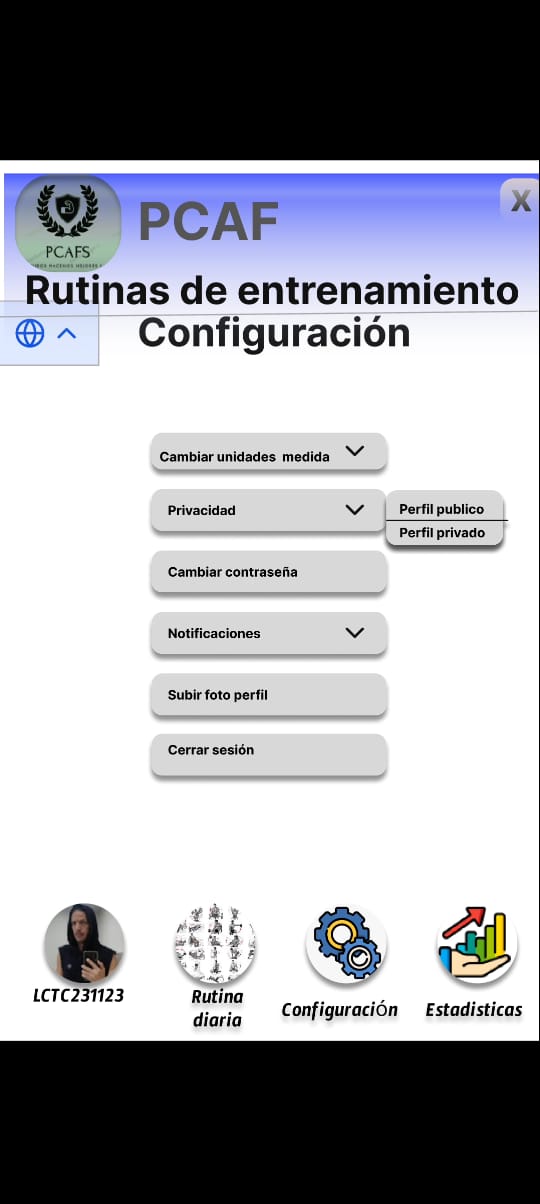 PCAFS
PCAF
X
Rutinas de entrenamiento
Configuración
Cambiar unidades medida
Privacidad
Perfil publico
Perfil privado
Cambiar contraseña
Notificaciones
Subir foto perfil
Cerrar sesión
LCTC231123
Rutina
diaria
Configuración
Estadisticas